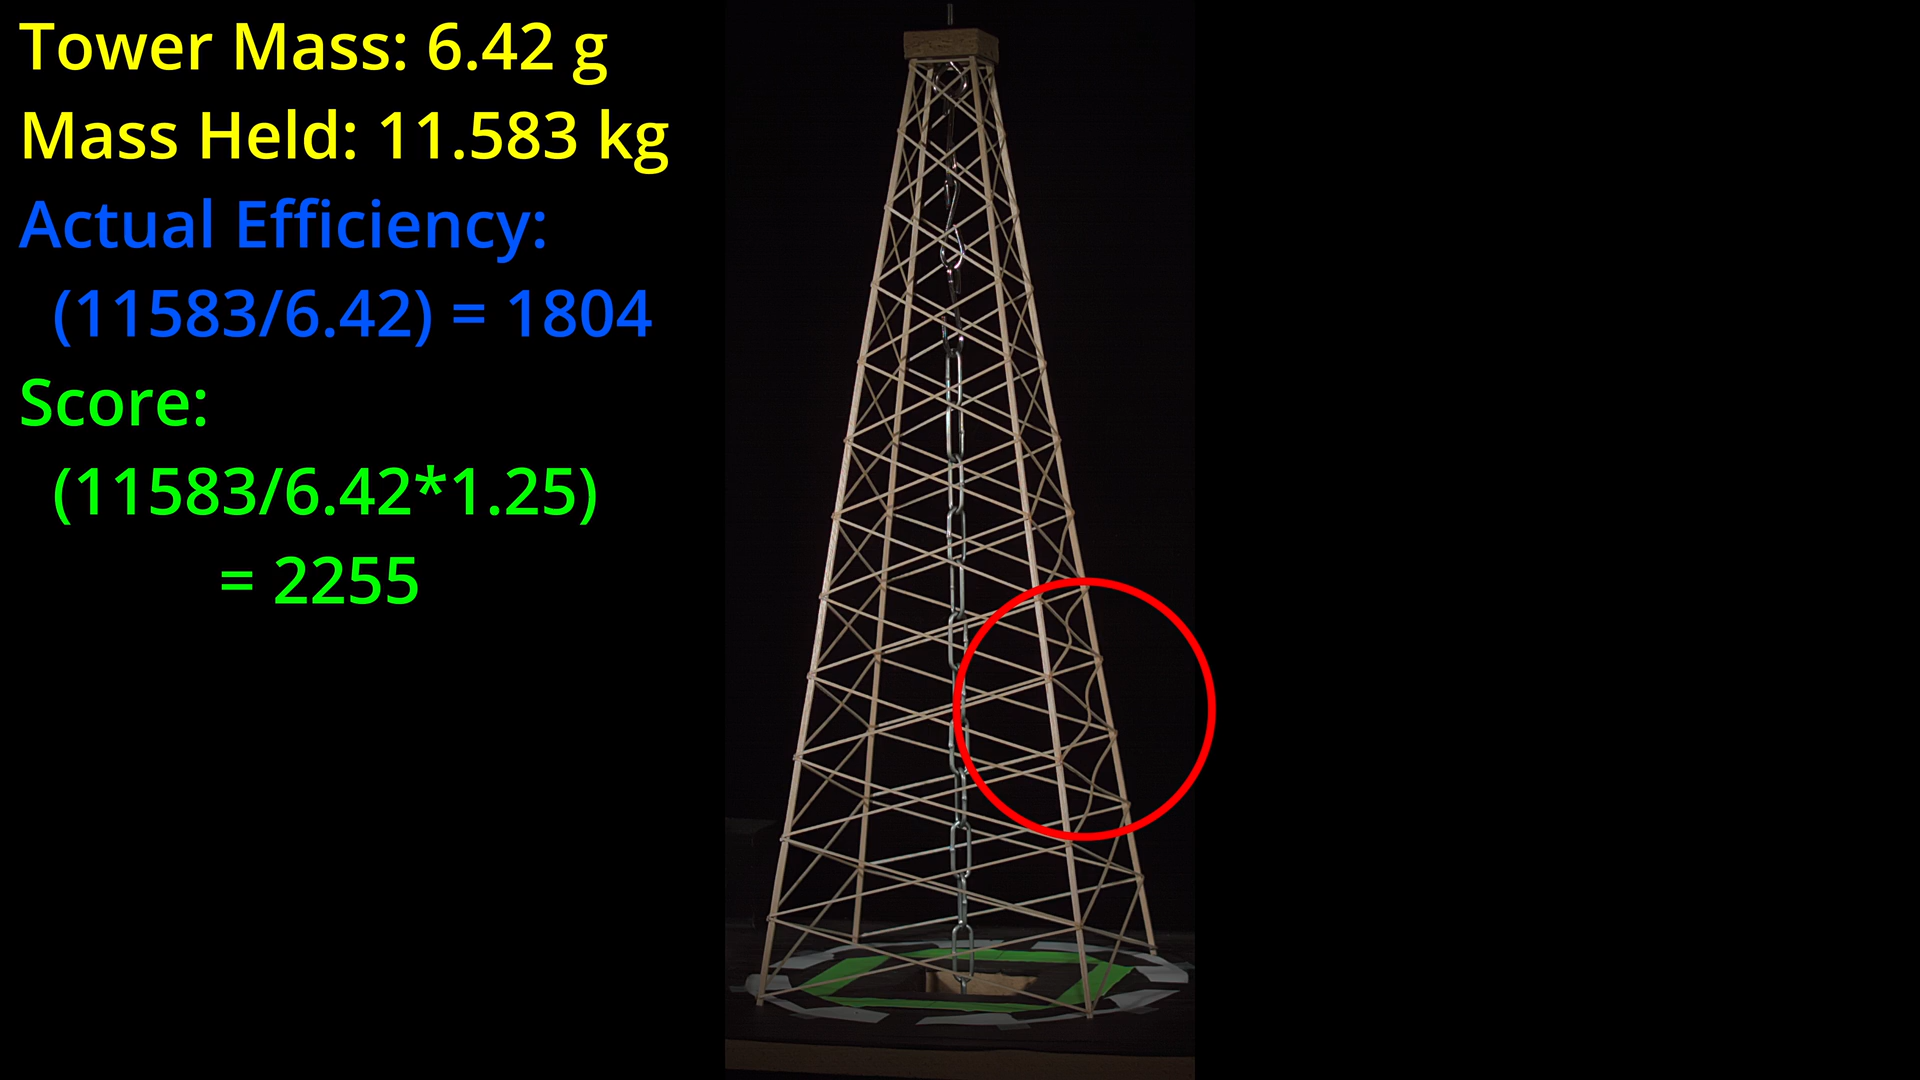 Tower Mass: 6.42 g
Mass Held: 11.583 kg
Actual Efficiency:
(11583/6.42) = 1804
Score:
(11583/6.42*1.25)
= 2255